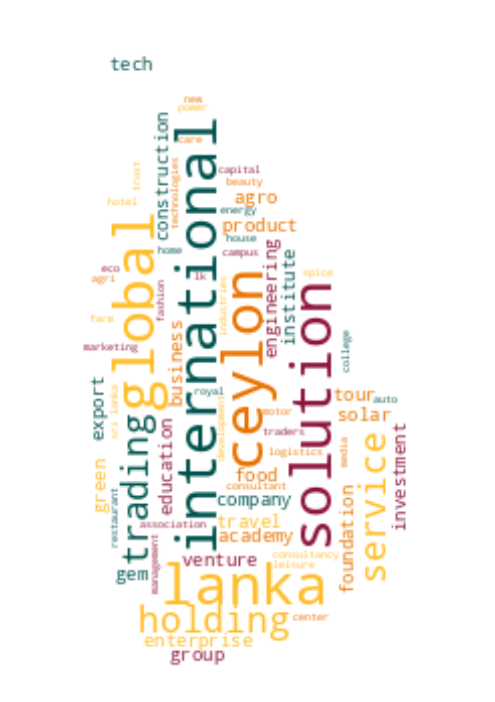 tech
new
power
construction
care
international
technologies
trust
capital
beauty
hotel
agro
energy
global
product
house
home
campus
engineering
institute
eco
lk
spice
agri
ceylon
solution
fashion
industries
farm
business
marketing
college
export
sri lanka
royal
tour
auto
trading
education
development
motor
solar
traders
investment
media
logistics
service
green
food
consultant
restaurant
company
foundation
association
travel
academy
management
venture
consultancy
leisure
gem
lanka
holding
center
enterprise
group